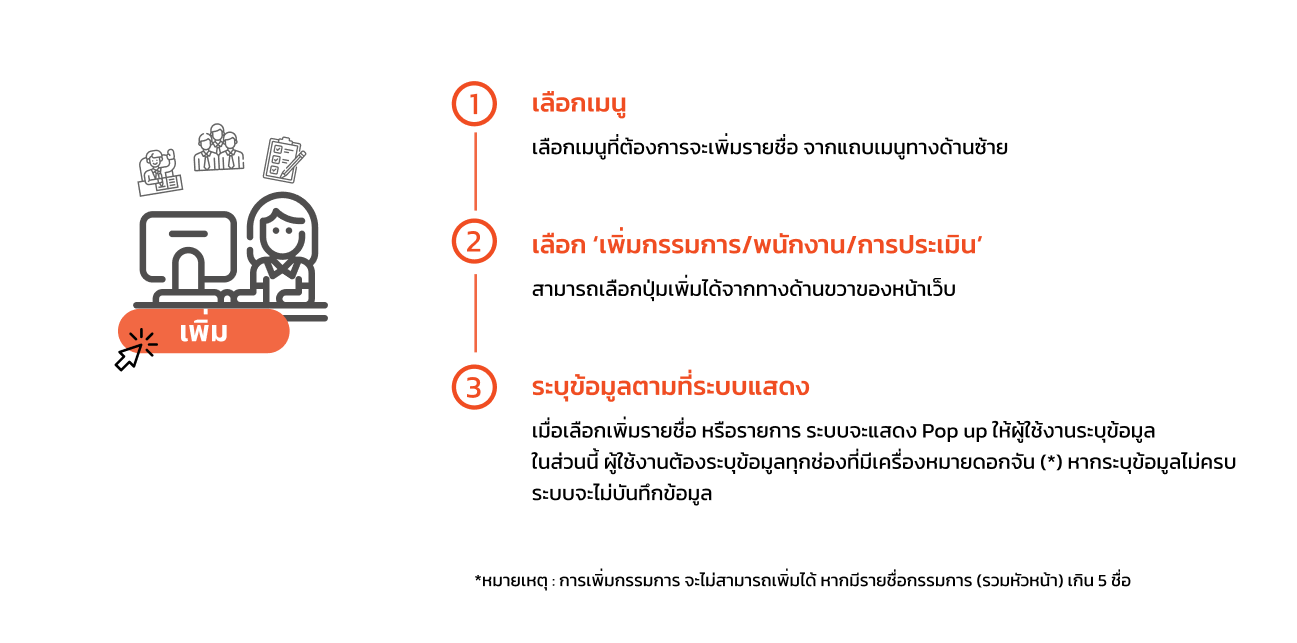 เพิ่ม
1
เลือกเมนู
เลือกเมนูที่ต้องการจะเพิ่มรายชื่อ จากแถบเมนูทางด้านซ้าย
2
เลือก ‘เพิ่มกรรมการ/พนักงาน/การประเมิน’
สามารถเลือกปุ่มเพิ่มได้จากทางด้านขวาของหน้าเว็บ
3
ระบุข้อมูลตามที่ระบบแสดง
เมื่อเลือกเพิ่มรายชื่อ หรือรายการ ระบบจะแสดง Pop up ให้ผู้ใช้งานระบุข้อมูล
ในส่วนนี้ ผู้ใช้งานต้องระบุข้อมูลทุกช่องที่มีเครื่องหมายดอกจัน (*) หากระบุข้อมูลไม่ครบ
ระบบจะไม่บันทึกข้อมูล
*หมายเหตุ : การเพิ่มกรรมการ จะไม่สามารถเพิ่มได้ หากมีรายชื่อกรรมการ (รวมหัวหน้า) เกิน 5 ชื่อ